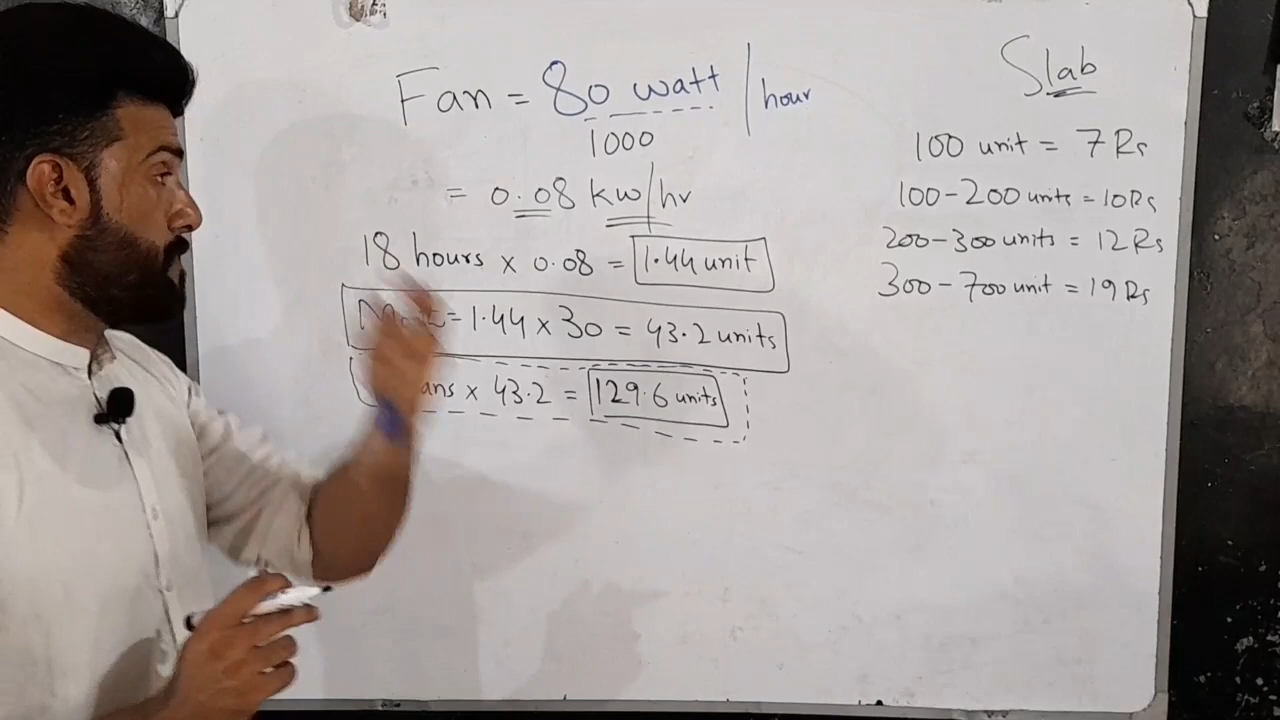 Fan = 80 watt / hour
1000
= 0.08 kw/hr
18 hours x 0.08 = 1.44 unit
= 1.44 x 30 = 43.2 units
ans x 43.2 = 129.6 units
Slab
100 unit = 7 Rs
100-200 units = 10 Rs
200-300 units = 12 Rs
300-700 unit = 19 Rs